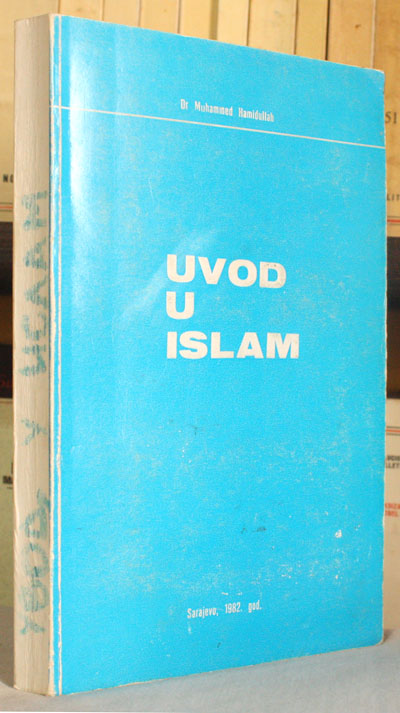 Dr Muhammed Hamidullah
UVOD
U
ISLAM
Sarajevo, 1982. god.
УВОД У ИСЛАМ